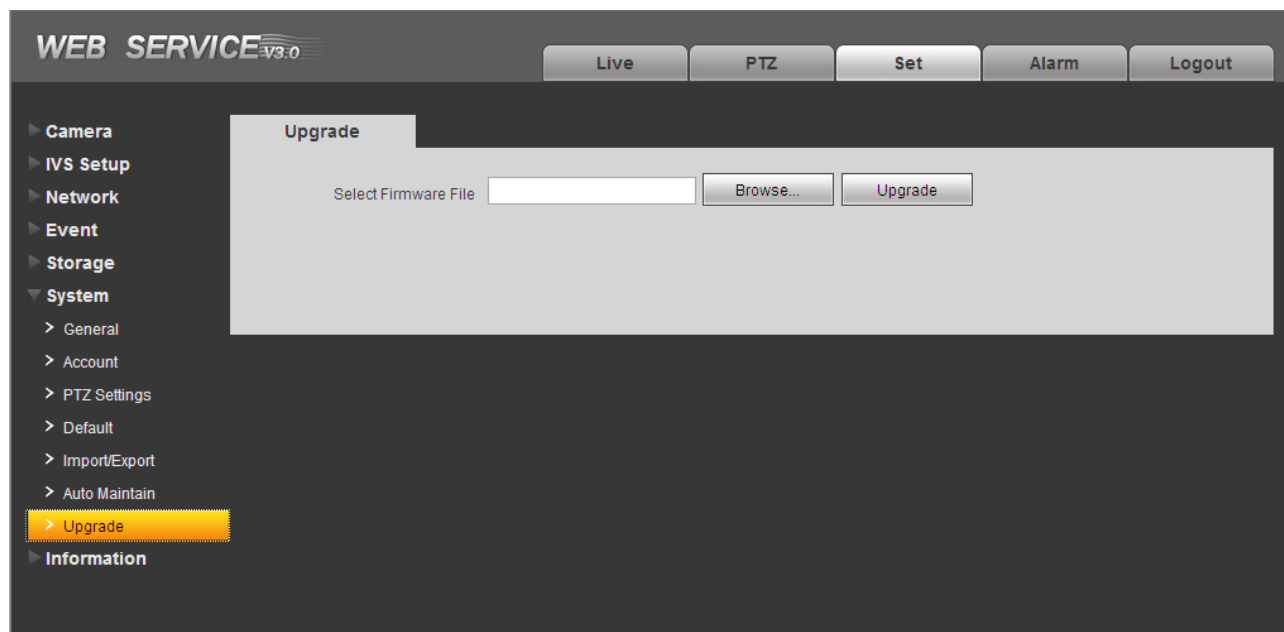 WEB SERVICE V3.0
Live PTZ Set Alarm Logout
Camera
IVS Setup
Network
Event
Storage
System
> General
> Account
> PTZ Settings
> Default
> Import/Export
> Auto Maintain
> Upgrade
Information
Upgrade
Select Firmware File Browse... Upgrade